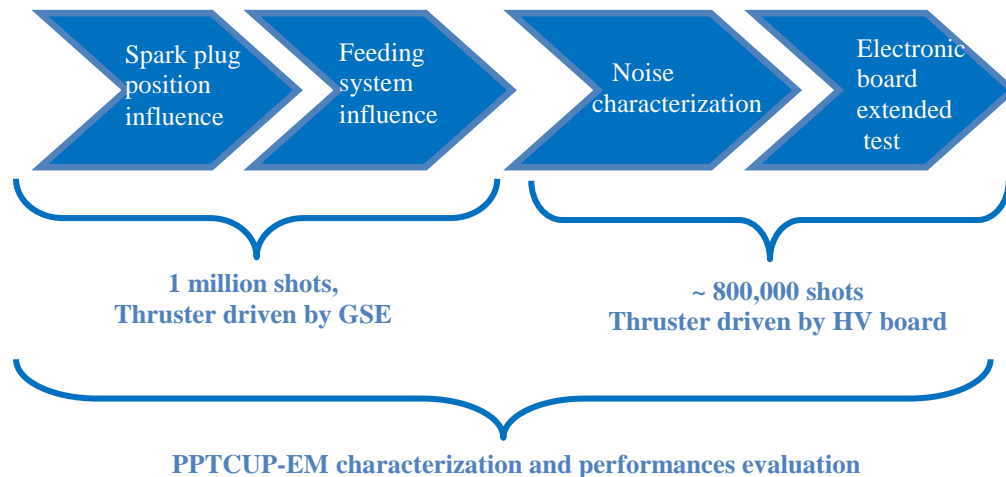 Spark plug
position
influence
Feeding
system
influence
Noise
characterization
Electronic
board
extended
test
1 million shots,
Thruster driven by GSE
~ 800,000 shots
Thruster driven by HV board
PPTCUP-EM characterization and performances evaluation